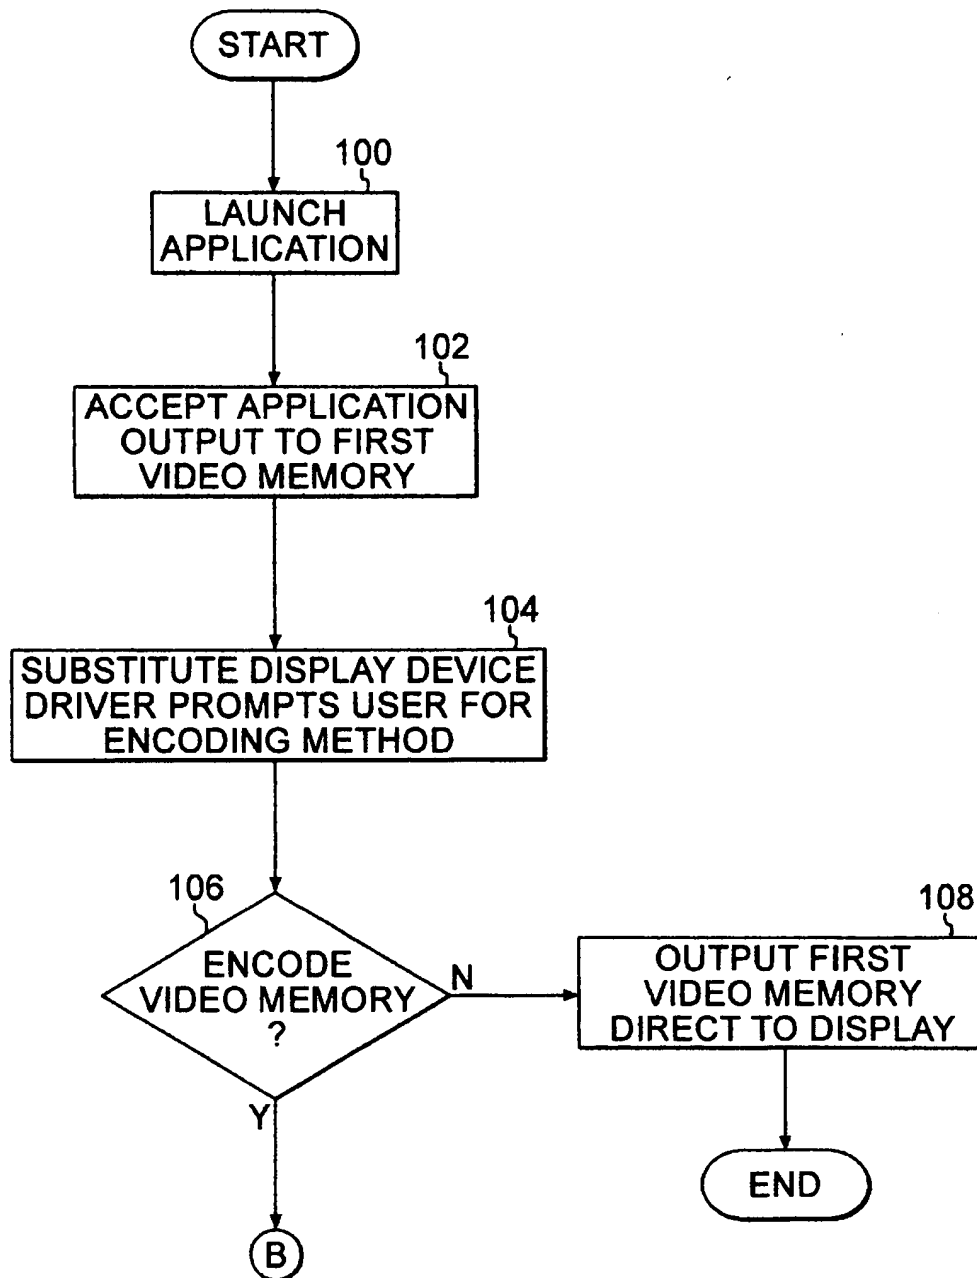 START
100
LAUNCH
APPLICATION
102
ACCEPT APPLICATION
OUTPUT TO FIRST
VIDEO MEMORY
104
SUBSTITUTE DISPLAY DEVICE
DRIVER PROMPTS USER FOR
ENCODING METHOD
106
ENCODE
VIDEO MEMORY
?
N
108
OUTPUT FIRST
VIDEO MEMORY
DIRECT TO DISPLAY
Y
END
B